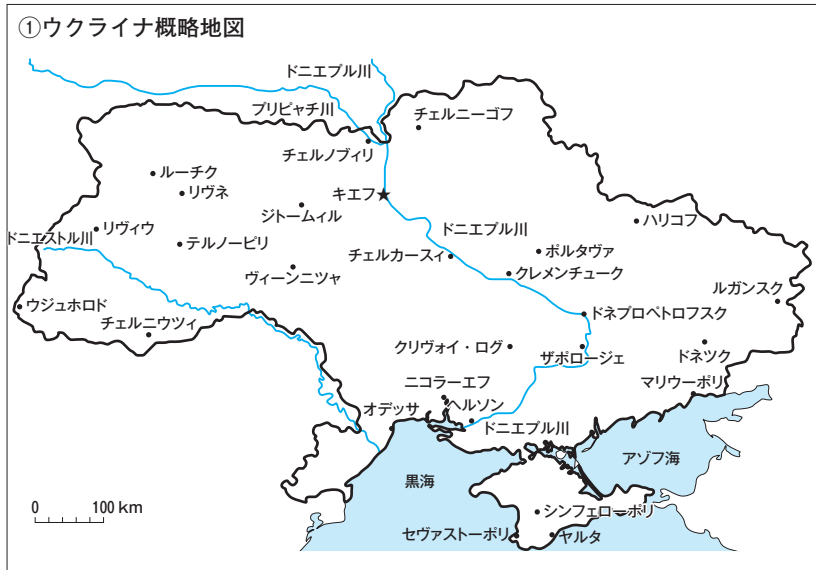 ①ウクライナ概略地図
ドニエプル川
プリピャチ川
チェルニーゴフ
チェルノブィリ
ルーチク
リヴネ
キエフ
ジトームィル
ハリコフ
リヴィウ
ドニエプル川
ドニエストル川
テルノーピリ
ポルタヴァ
チェルカースィ
ヴィーンニツャ
クレメンチューク
ルガンスク
ウジュホロド
ドネプロペトロフスク
チェルニウツィ
クリヴォイ・ログ
ザポロージェ
ドネツク
ニコラーエフ
マリウーポリ
オデッサ
ヘルソン
ドニエプル川
アゾフ海
黒海
0 100 km
シンフェローポリ
セヴァストーポリ
ヤルタ